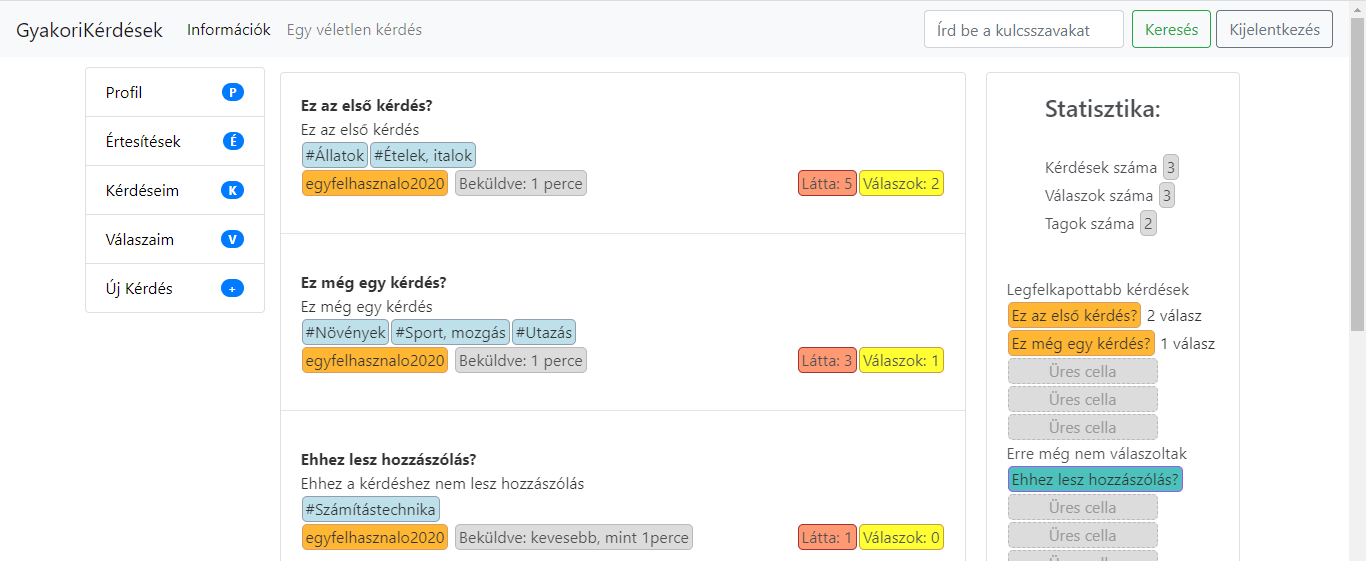 GyakoriKérdések Információk Egy véletlen kérdés Írd be a kulcsszavakat Keresés Kijelentkezés
Profil P
Értesítések É
Kérdéseim K
Válaszaim V
Új Kérdés +
Ez az első kérdés?
Ez az első kérdés
#Állatok #Ételek, italok
egyfelhasznalo2020 Beküldve: 1 perce Látta: 5 Válaszok: 2
Ez még egy kérdés?
Ez még egy kérdés
#Növények #Sport, mozgás #Utazás
egyfelhasznalo2020 Beküldve: 1 perce Látta: 3 Válaszok: 1
Ehhez lesz hozzászólás?
Ehhez a kérdéshez nem lesz hozzászólás
#Számítástechnika
egyfelhasznalo2020 Beküldve: kevesebb, mint 1perce Látta: 1 Válaszok: 0
Statisztika:
Kérdések száma 3
Válaszok száma 3
Tagok száma 2
Legfelkapottabb kérdések
Ez az első kérdés? 2 válasz
Ez még egy kérdés? 1 válasz
Üres cella
Üres cella
Üres cella
Erre még nem válaszoltak
Ehhez lesz hozzászólás?
Üres cella
Üres cella
Üres cella